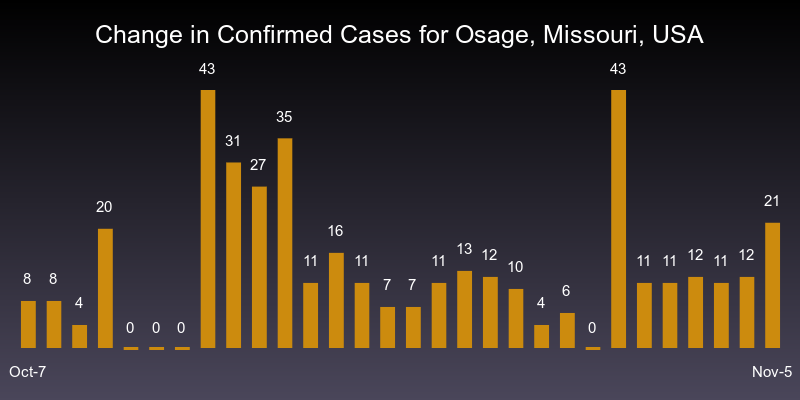 Change in Confirmed Cases for Osage, Missouri, USA
8 8 4 20 0 0 0 43 31 27 35 11 16 11 7 7 11 13 12 10 4 6 0 43 11 11 12 11 12 21
Oct-7 Nov-5